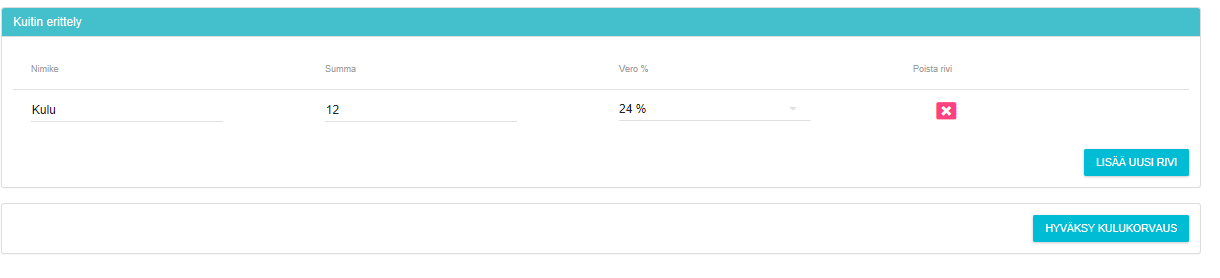 Kuitin erittely
Nimike Summa Vero % Poista rivi
Kulu 12 24 %
LISÄÄ UUSI RIVI
HYVÄKSY KULUKORVAUS